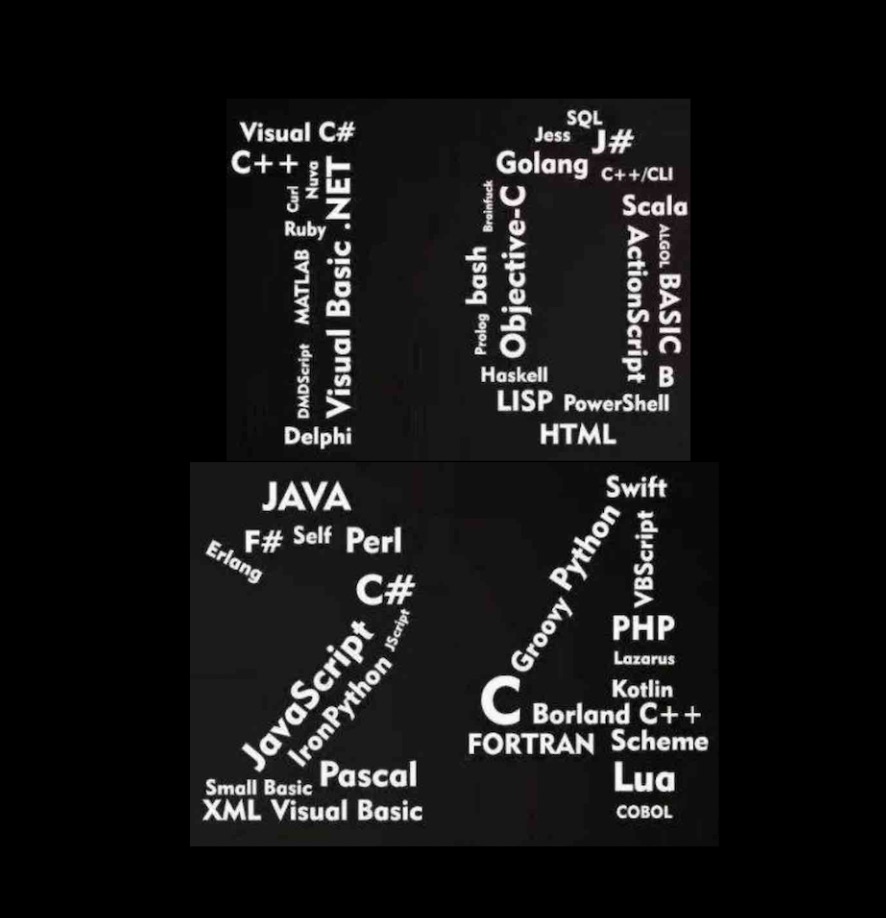 Visual C#
C++
Nuva
Curl
.NET
Ruby
MATLAB
Visual Basic
DMDScript
Delphi
SQL
Jess
J#
Golang
C++/CLI
Brainfuck
Objective-C
bash
Prolog
Haskell
LISP
PowerShell
HTML
Scala
ALGOL
ActionScript
BASIC
B
JAVA
Erlang
F#
Self
Perl
C#
JScript
JavaScript
IronPython
Small Basic
Pascal
XML
Visual Basic
Swift
Python
VBScript
Groovy
PHP
Lazarus
Kotlin
C
Borland C++
FORTRAN
Scheme
Lua
COBOL